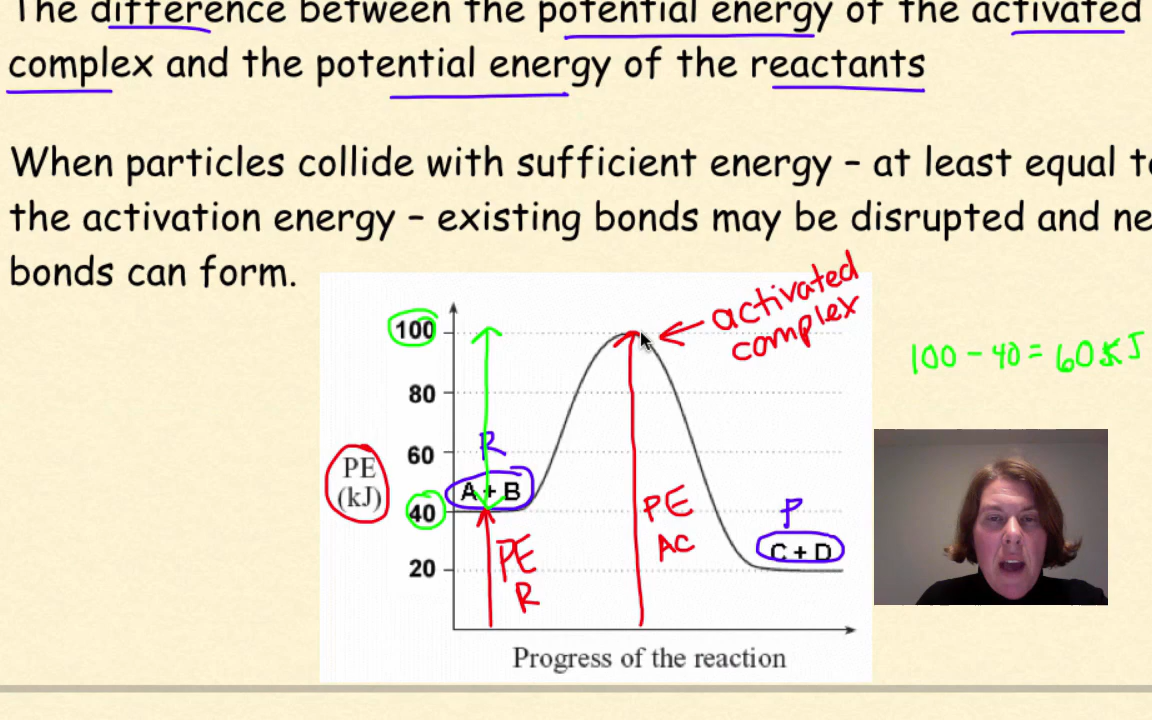 The difference between the potential energy of the activated
complex and the potential energy of the reactants
When particles collide with sufficient energy – at least equal to
the activation energy – existing bonds may be disrupted and ne
bonds can form.
activated
complex
100
100 - 40 = 60 kJ
80
R
60
PE
(kJ)
A + B
40
PE
AC
P
C + D
PE
R
20
Progress of the reaction